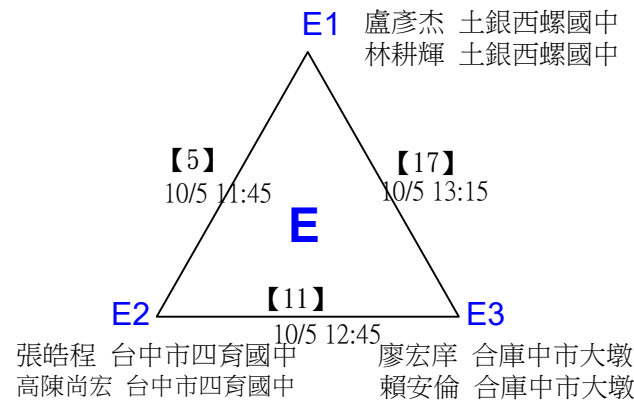 E1
盧彥杰 土銀西螺國中
林耕輝 土銀西螺國中
【5】
10/5 11:45
【17】
10/5 13:15
E
【11】
10/5 12:45
E2
E3
張皓程 台中市四育國中
高陳尚宏 台中市四育國中
廖宏庠 合庫中市大墩
賴安倫 合庫中市大墩